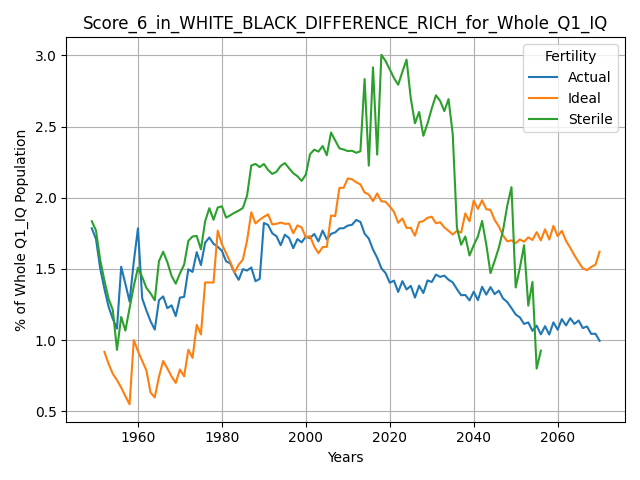 Score_6_in_WHITE_BLACK_DIFFERENCE_RICH_for_Whole_Q1_IQ
% of Whole Q1_IQ Population
3.0
2.5
2.0
1.5
1.0
0.5
Fertility
Actual
Ideal
Sterile
1960
1980
2000
2020
2040
2060
Years